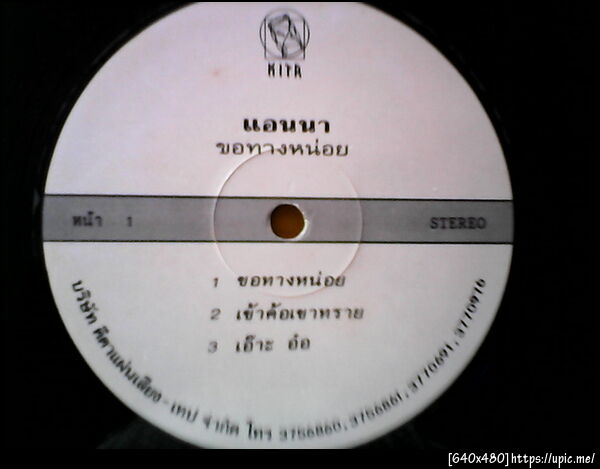 KITA
แอนนา
ขอทางหน่อย
หน้า 1
STEREO
1 ขอทางหน่อย
2 เข้าค้อเขาทราย
3 เอ๊าะ อ๋อ
บริษัท คีตาแผ่นเสียง-เทป จำกัด โทร 3756860, 3756861, 3770691, 3770976
[640x480]https://upic.me/